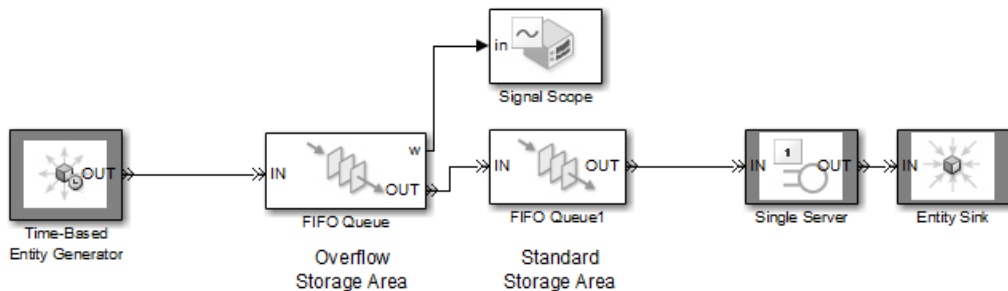 in
Signal Scope
OUT
Time-Based
Entity Generator
IN
w
OUT
FIFO Queue
Overflow
Storage Area
IN
OUT
FIFO Queue1
Standard
Storage Area
IN
1
OUT
Single Server
IN
Entity Sink